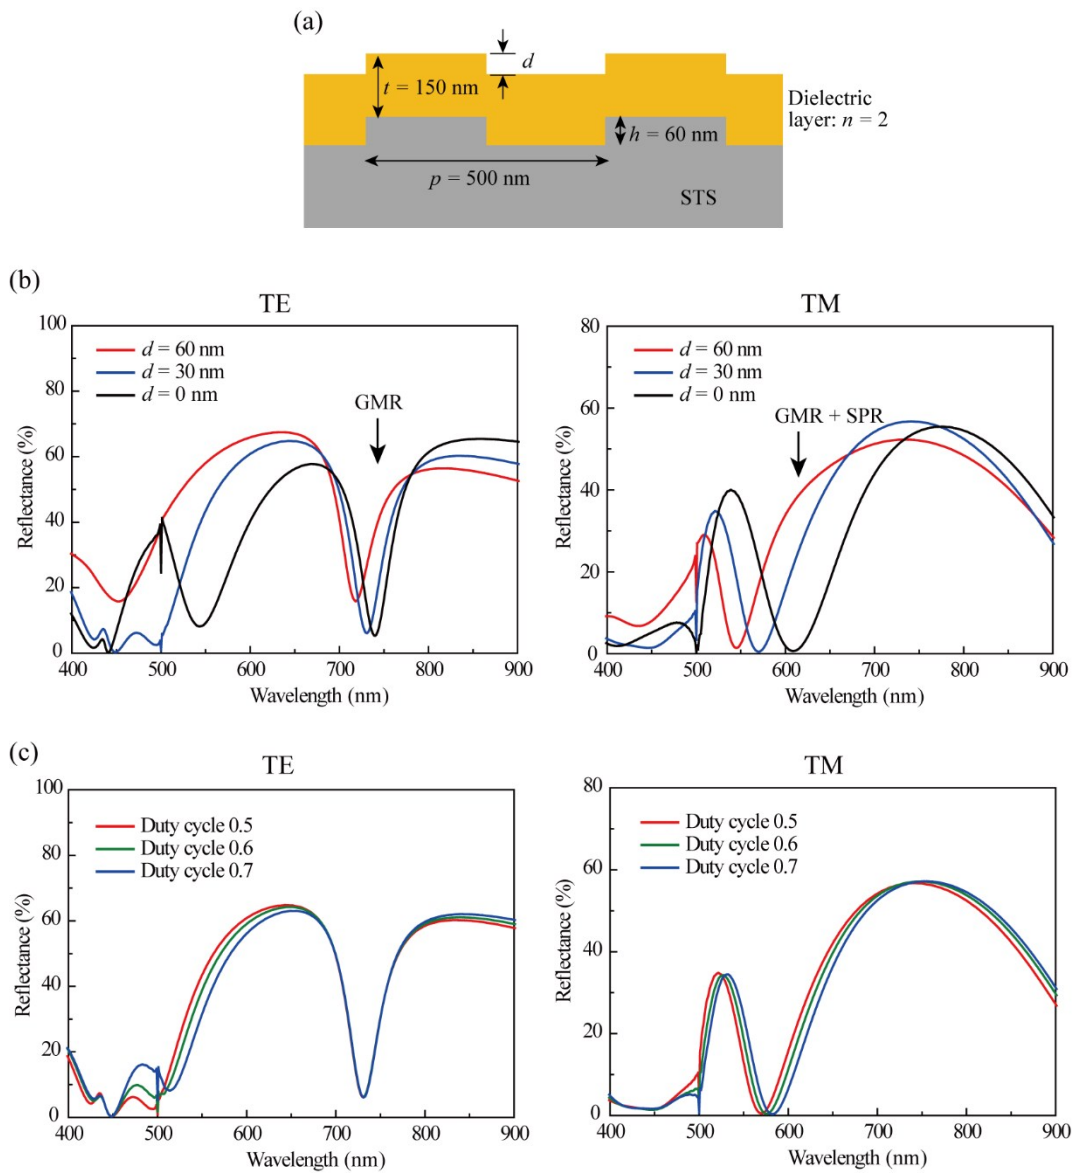 (a)
d
t = 150 nm
Dielectric
layer: n = 2
h = 60 nm
p = 500 nm
STS
(b)
TE
100
80
60
40
20
0
Reflectance (%)
d = 60 nm
d = 30 nm
d = 0 nm
GMR
400 500 600 700 800 900
Wavelength (nm)
TM
80
60
40
20
0
Reflectance (%)
d = 60 nm
d = 30 nm
d = 0 nm
GMR + SPR
400 500 600 700 800 900
Wavelength (nm)
(c)
TE
100
80
60
40
20
0
Reflectance (%)
Duty cycle 0.5
Duty cycle 0.6
Duty cycle 0.7
400 500 600 700 800 900
Wavelength (nm)
TM
80
60
40
20
0
Reflectance (%)
Duty cycle 0.5
Duty cycle 0.6
Duty cycle 0.7
400 500 600 700 800 900
Wavelength (nm)